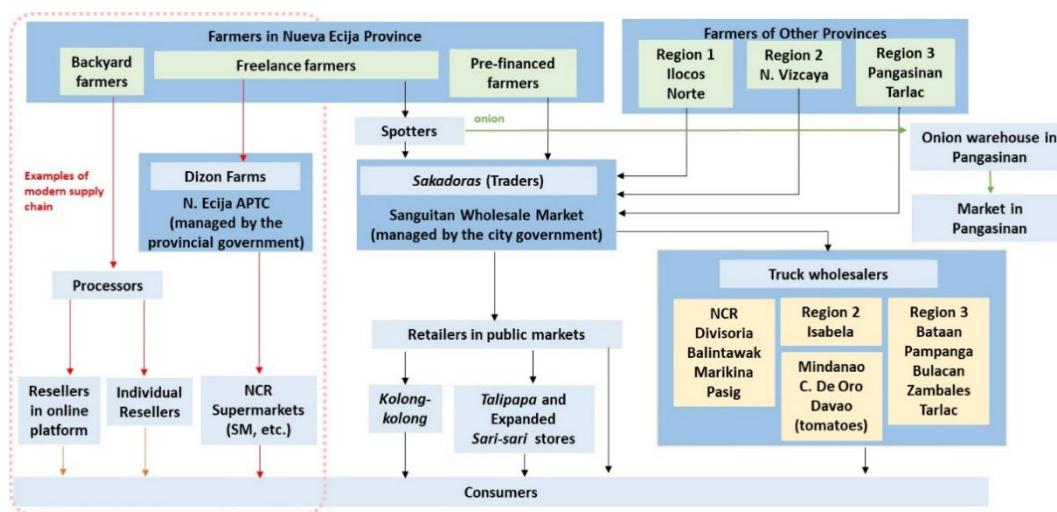 Farmers in Nueva Ecija Province
Backyard
farmers
Freelance farmers
Pre-financed
farmers
Farmers of Other Provinces
Region 1
Ilocos
Norte
Region 2
N. Vizcaya
Region 3
Pangasinan
Tarlac
Spotters
onion
Onion warehouse in
Pangasinan
Market in
Pangasinan
Examples of
modern supply
chain
Dizon Farms
N. Ecija APTC
(managed by the
provincial government)
Sakadoras (Traders)
Sanguitan Wholesale Market
(managed by the city government)
Processors
Truck wholesalers
NCR
Divisoria
Balintawak
Marikina
Pasig
Region 2
Isabela
Mindanao
C. De Oro
Davao
(tomatoes)
Region 3
Bataan
Pampanga
Bulacan
Zambales
Tarlac
Retailers in public markets
Resellers
in online
platform
Individual
Resellers
NCR
Supermarkets
(SM, etc.)
Kolong-
kolong
Talipapa and
Expanded
Sari-sari stores
Consumers